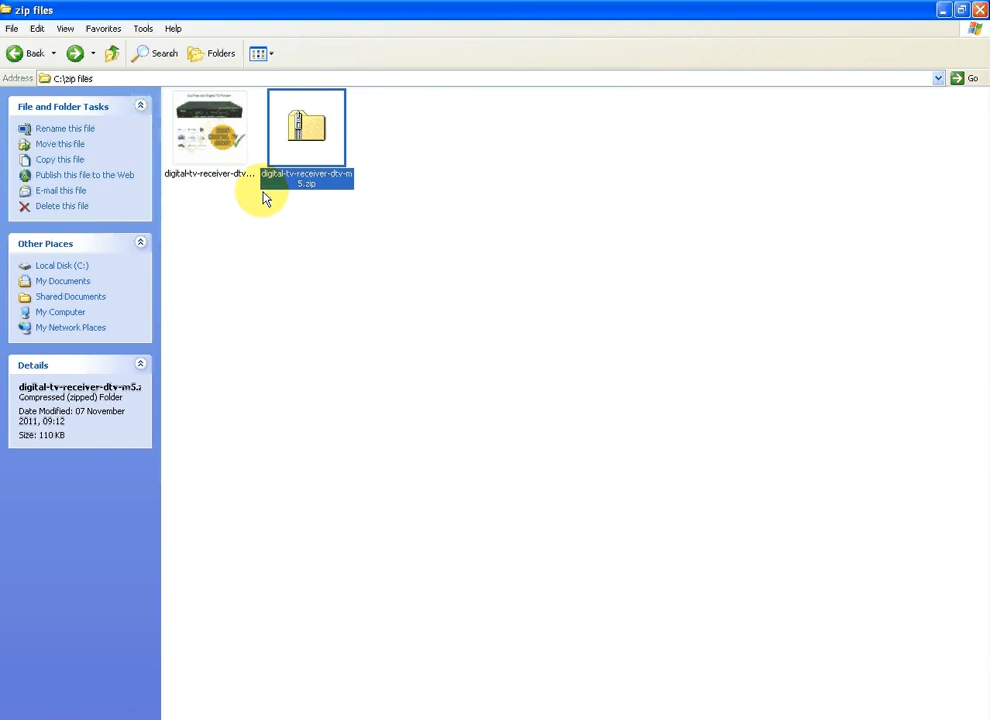 zip files
File Edit View Favorites Tools Help
Back Search Folders
Address C:\zip files Go
File and Folder Tasks
Rename this file
Move this file
Copy this file
Publish this file to the Web
E-mail this file
Delete this file
Other Places
Local Disk (C:)
My Documents
Shared Documents
My Computer
My Network Places
Details
digital-tv-receiver-dtv-m5.z
Compressed (zipped) Folder
Date Modified: 07 November
2011, 09:12
Size: 110 KB
digital-tv-receiver-dtv...
digital-tv-receiver-dtv-m
5.zip